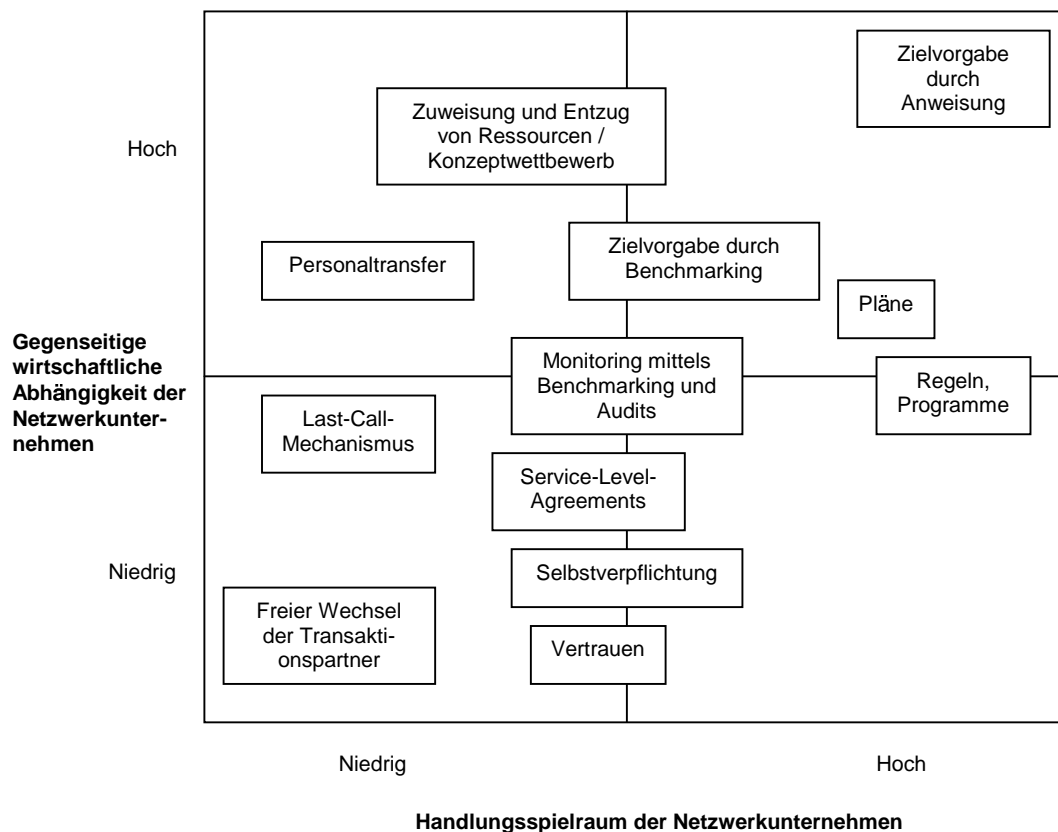 Zielvorgabe
durch
Anweisung
Zuweisung und Entzug
von Ressourcen /
Konzeptwettbewerb
Hoch
Personaltransfer
Zielvorgabe durch
Benchmarking
Pläne
Gegenseitige
wirtschaftliche
Abhängigkeit der
Netzwerkunter-
nehmen
Monitoring mittels
Benchmarking und
Audits
Regeln,
Programme
Last-Call-
Mechanismus
Service-Level-
Agreements
Niedrig
Selbstverpflichtung
Freier Wechsel
der Transakti-
onspartner
Vertrauen
Niedrig
Hoch
Handlungsspielraum der Netzwerkunternehmen